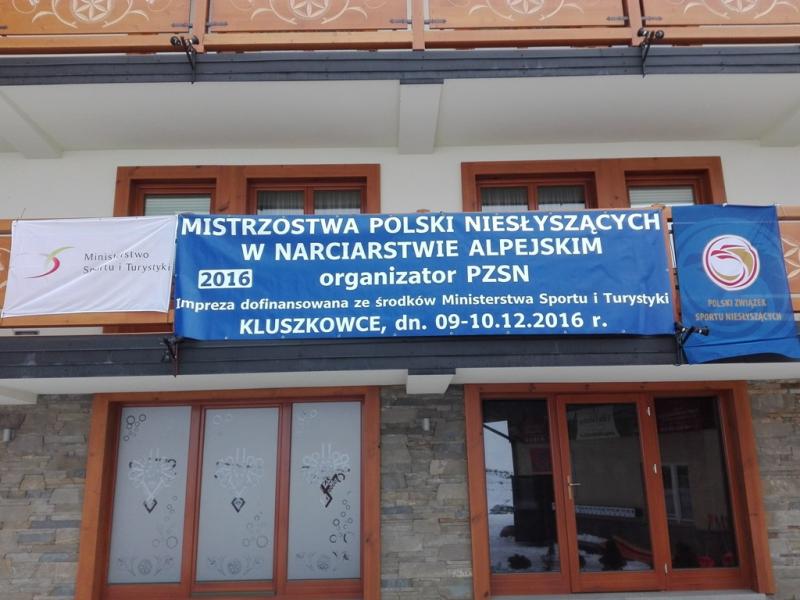 Ministerstwo
Sportu i Turystyki
MISTRZOSTWA POLSKI NIESŁYSZĄCYCH
W NARCIARSTWIE ALPEJSKIM
2016 organizator PZSN
Impreza dofinansowana ze środków Ministerstwa Sportu i Turystyki
KLUSZKOWCE, dn. 09-10.12.2016 r.
POLSKI ZWIĄZEK
SPORTU NIESŁYSZĄCYCH